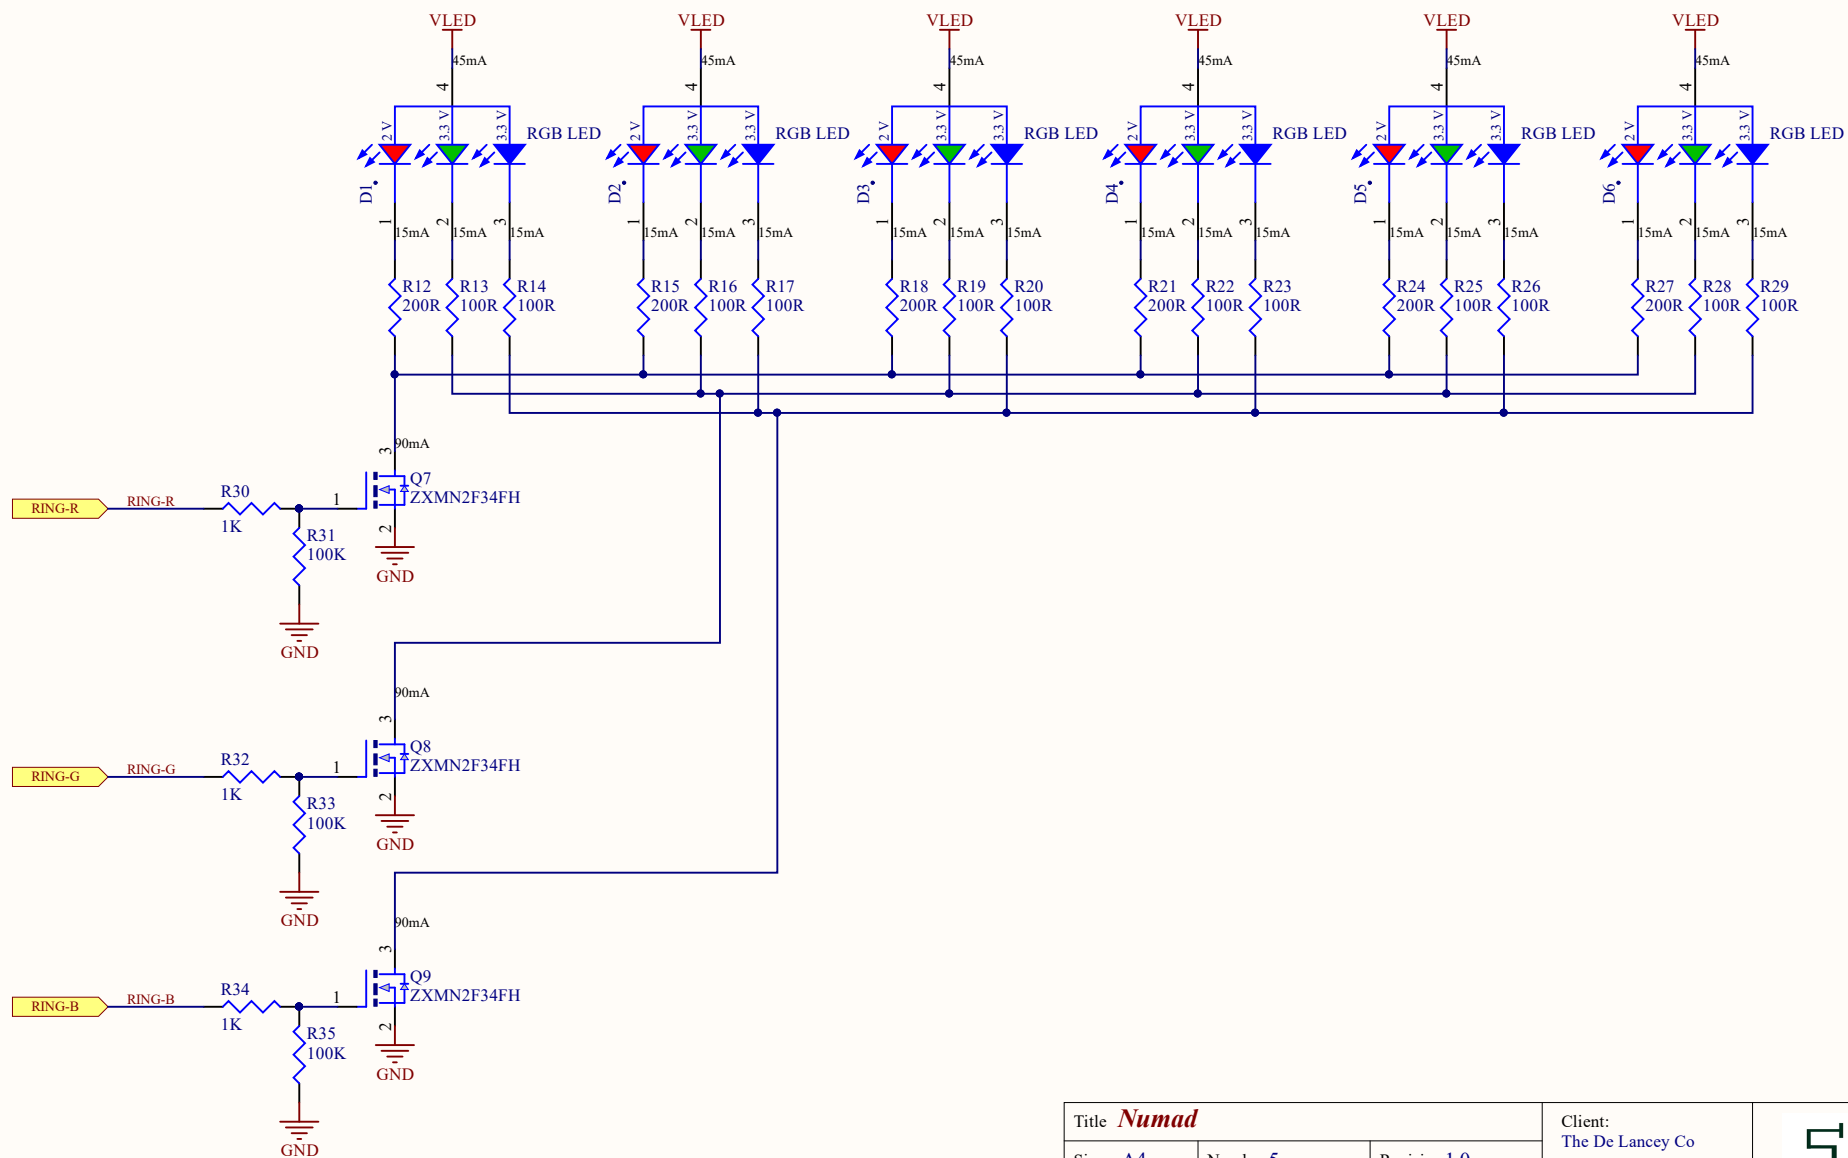 VLED VLED VLED VLED VLED VLED
45mA 45mA 45mA 45mA 45mA 45mA
4 4 4 4 4 4
2 V 3.3 V 3.3 V RGB LED 2 V 3.3 V 3.3 V RGB LED 2 V 3.3 V 3.3 V RGB LED 2 V 3.3 V 3.3 V RGB LED 2 V 3.3 V 3.3 V RGB LED 2 V 3.3 V 3.3 V RGB LED
D1 D2 D3 D4 D5 D6
1 2 3 1 2 3 1 2 3 1 2 3 1 2 3 1 2 3
15mA 15mA 15mA 15mA 15mA 15mA 15mA 15mA 15mA 15mA 15mA 15mA 15mA 15mA 15mA 15mA 15mA 15mA
R12 R13 R14 R15 R16 R17 R18 R19 R20 R21 R22 R23 R24 R25 R26 R27 R28 R29
200R 100R 100R 200R 100R 100R 200R 100R 100R 200R 100R 100R 200R 100R 100R 200R 100R 100R
90mA
3
Q7
ZXMN2F34FH
RING-R RING-R R30 1
1K
R31
100K
2
GND
GND
90mA
3
Q8
ZXMN2F34FH
RING-G RING-G R32 1
1K
R33
100K
2
GND
GND
90mA
3
Q9
ZXMN2F34FH
RING-B RING-B R34 1
1K
R35
100K
2
GND
GND
Title Numad
Client:
The De Lancey Co
A4 5 1.0